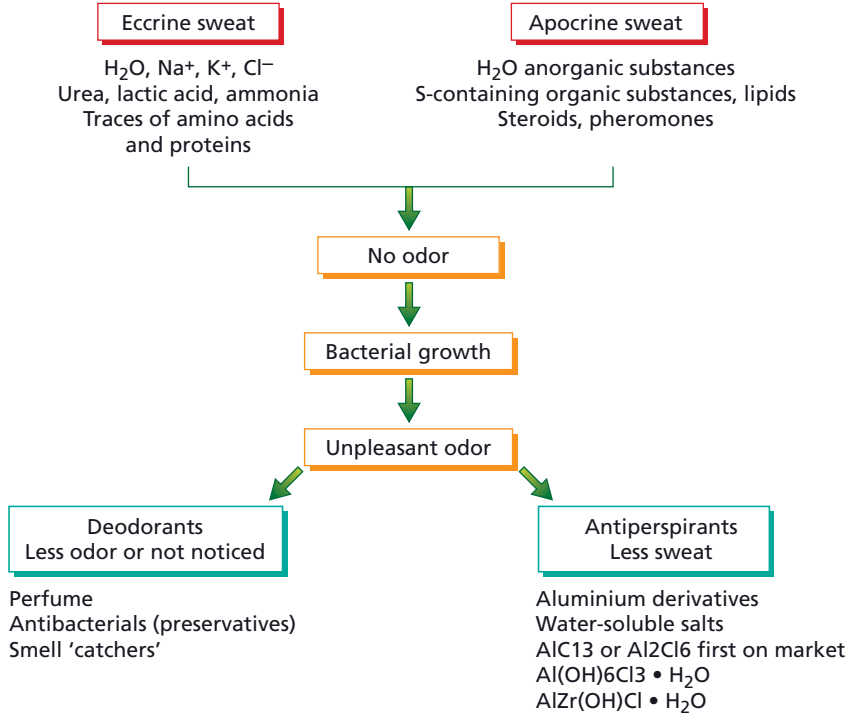 Eccrine sweat
H₂O, Na⁺, K⁺, Cl⁻
Urea, lactic acid, ammonia
Traces of amino acids
and proteins
Apocrine sweat
H₂O anorganic substances
S-containing organic substances, lipids
Steroids, pheromones
No odor
Bacterial growth
Unpleasant odor
Deodorants
Less odor or not noticed
Perfume
Antibacterials (preservatives)
Smell ‘catchers’
Antiperspirants
Less sweat
Aluminium derivatives
Water-soluble salts
AlC13 or Al2Cl6 first on market
Al(OH)6Cl3 • H₂O
AlZr(OH)Cl • H₂O